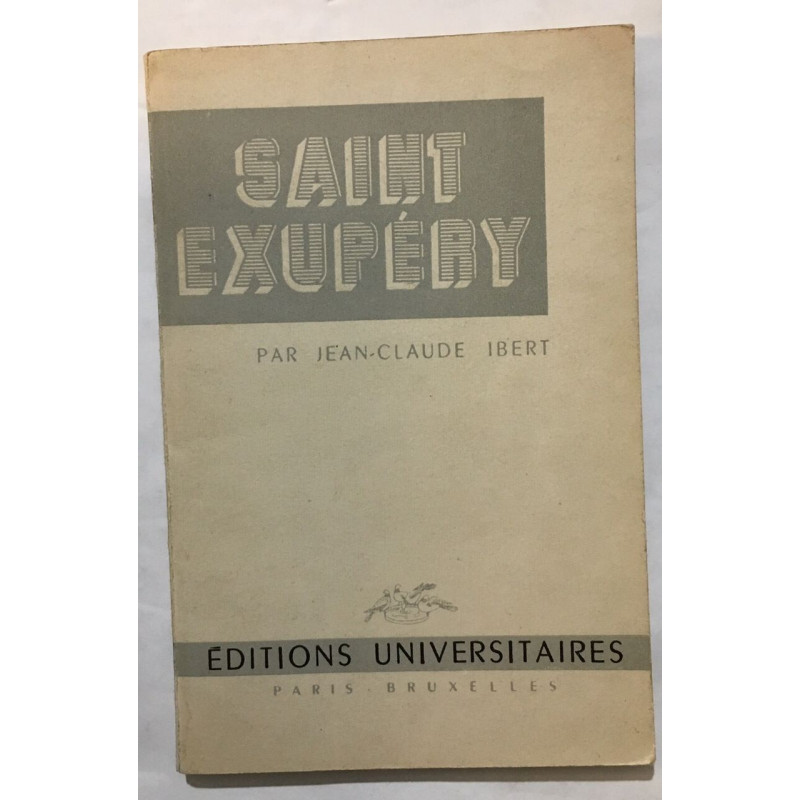 SAINT
EXUPÉRY
PAR JEAN-CLAUDE IBERT
ÉDITIONS UNIVERSITAIRES
PARIS - BRUXELLES